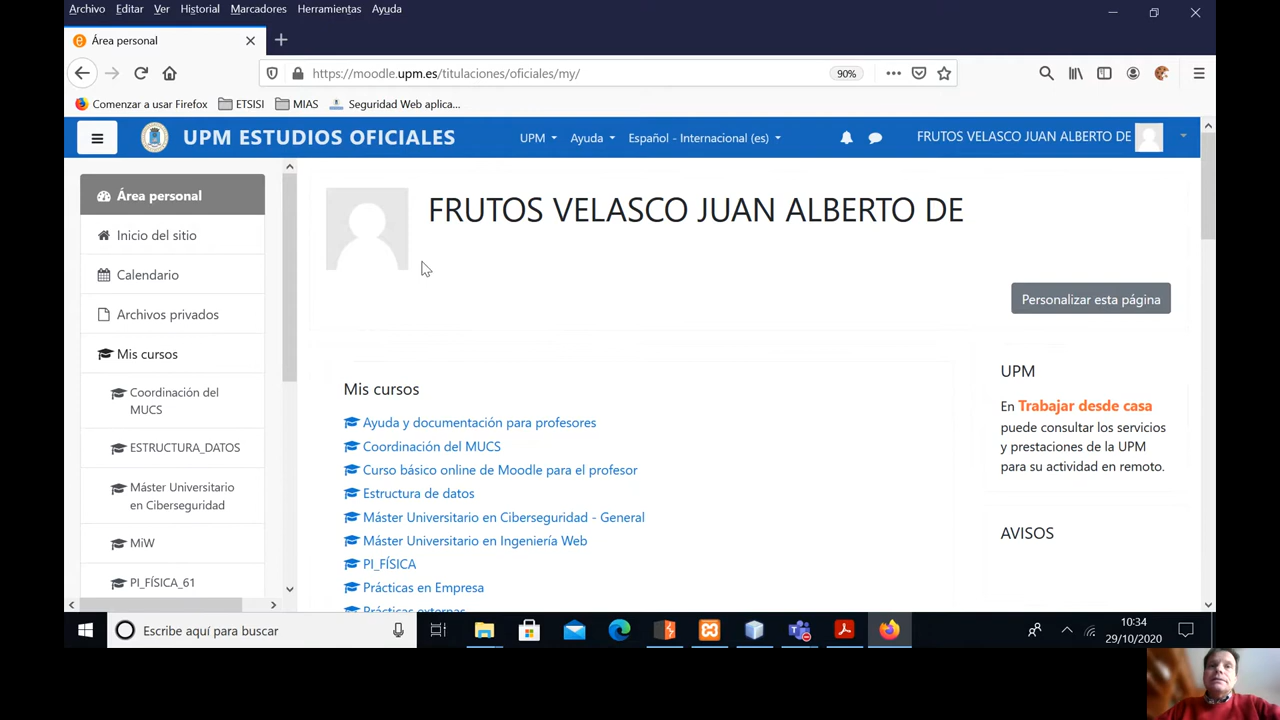 Archivo Editar Ver Historial Marcadores Herramientas Ayuda
Área personal
https://moodle.upm.es/titulaciones/oficiales/my/
90%
Comenzar a usar Firefox ETSISI MIAS Seguridad Web aplica...
UPM ESTUDIOS OFICIALES UPM Ayuda Español - Internacional (es) FRUTOS VELASCO JUAN ALBERTO DE
Área personal
Inicio del sitio
Calendario
Archivos privados
Mis cursos
Coordinación del
MUCS
ESTRUCTURA_DATOS
Máster Universitario
en Ciberseguridad
MiW
PI_FÍSICA_61
FRUTOS VELASCO JUAN ALBERTO DE
Personalizar esta página
Mis cursos
Ayuda y documentación para profesores
Coordinación del MUCS
Curso básico online de Moodle para el profesor
Estructura de datos
Máster Universitario en Ciberseguridad - General
Máster Universitario en Ingeniería Web
PI_FÍSICA
Prácticas en Empresa
Prácticas externas
UPM
En Trabajar desde casa
puede consultar los servicios
y prestaciones de la UPM
para su actividad en remoto.
AVISOS
Escribe aquí para buscar
10:34
29/10/2020